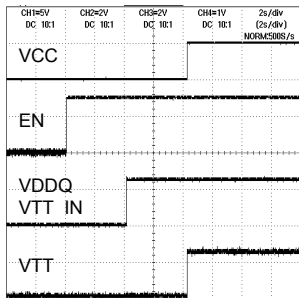 CH1=5V CH2=2V CH3=2V CH4=1V 2s/div
DC 10:1 DC 10:1 DC 10:1 DC 10:1 (2s/div)
NORM:500S/s
VCC
EN
VDDQ
VTT IN
VTT